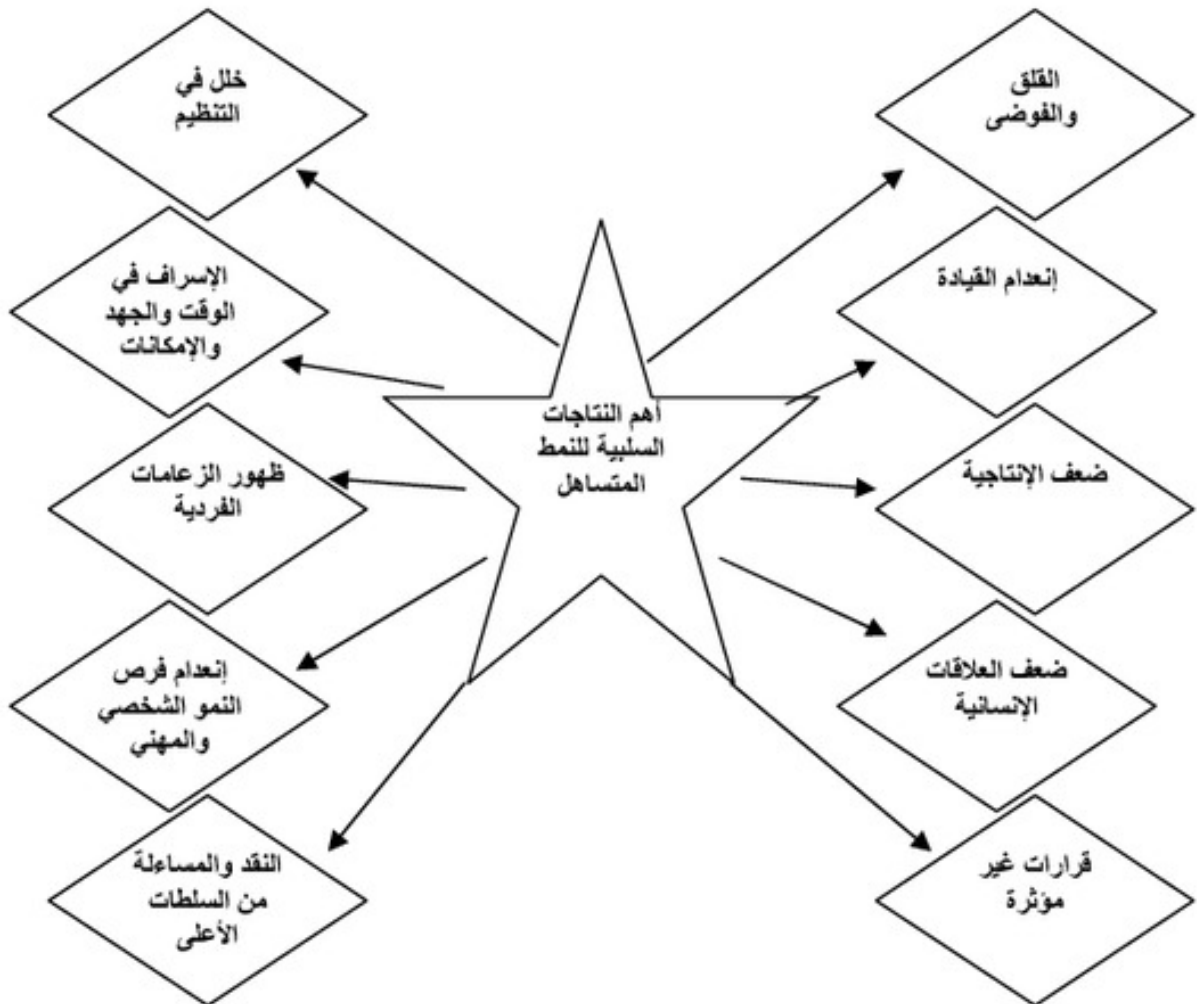 أهم النتاجات
السلبية للنمط
المتساهل
القلق
والفوضى
إنعدام القيادة
ضعف الإنتاجية
ضعف العلاقات
الإنسانية
قرارات غير
مؤثرة
خلل في
التنظيم
الإسراف في
الوقت والجهد
والإمكانات
ظهور الزعامات
الفردية
إنعدام فرص
النمو الشخصي
والمهني
النقد والمساءلة
من السلطات
الأعلى